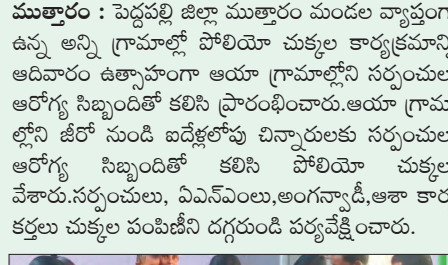 ముత్తారం : పెద్దపల్లి జిల్లా ముత్తారం మండల వ్యాప్తంగా
ఉన్న అన్ని గ్రామాల్లో పోలియో చుక్కల కార్యక్రమాన్ని
ఆదివారం ఉత్సాహంగా ఆయా గ్రామాల్లోని సర్పంచుల
ఆరోగ్య సిబ్బందితో కలిసి ప్రారంభించారు.ఆయా గ్రామ
ల్లోని జీరో నుండి ఐదేళ్లలోపు చిన్నారులకు సర్పంచుల
ఆరోగ్య సిబ్బందితో కలిసి పోలియో చుక్కల
వేశారు.సర్పంచులు, ఏఎన్ఎంలు,అంగన్వాడీ,ఆశా కార
కర్తలు చుక్కల పంపిణీని దగ్గరుండి పర్యవేక్షించారు.